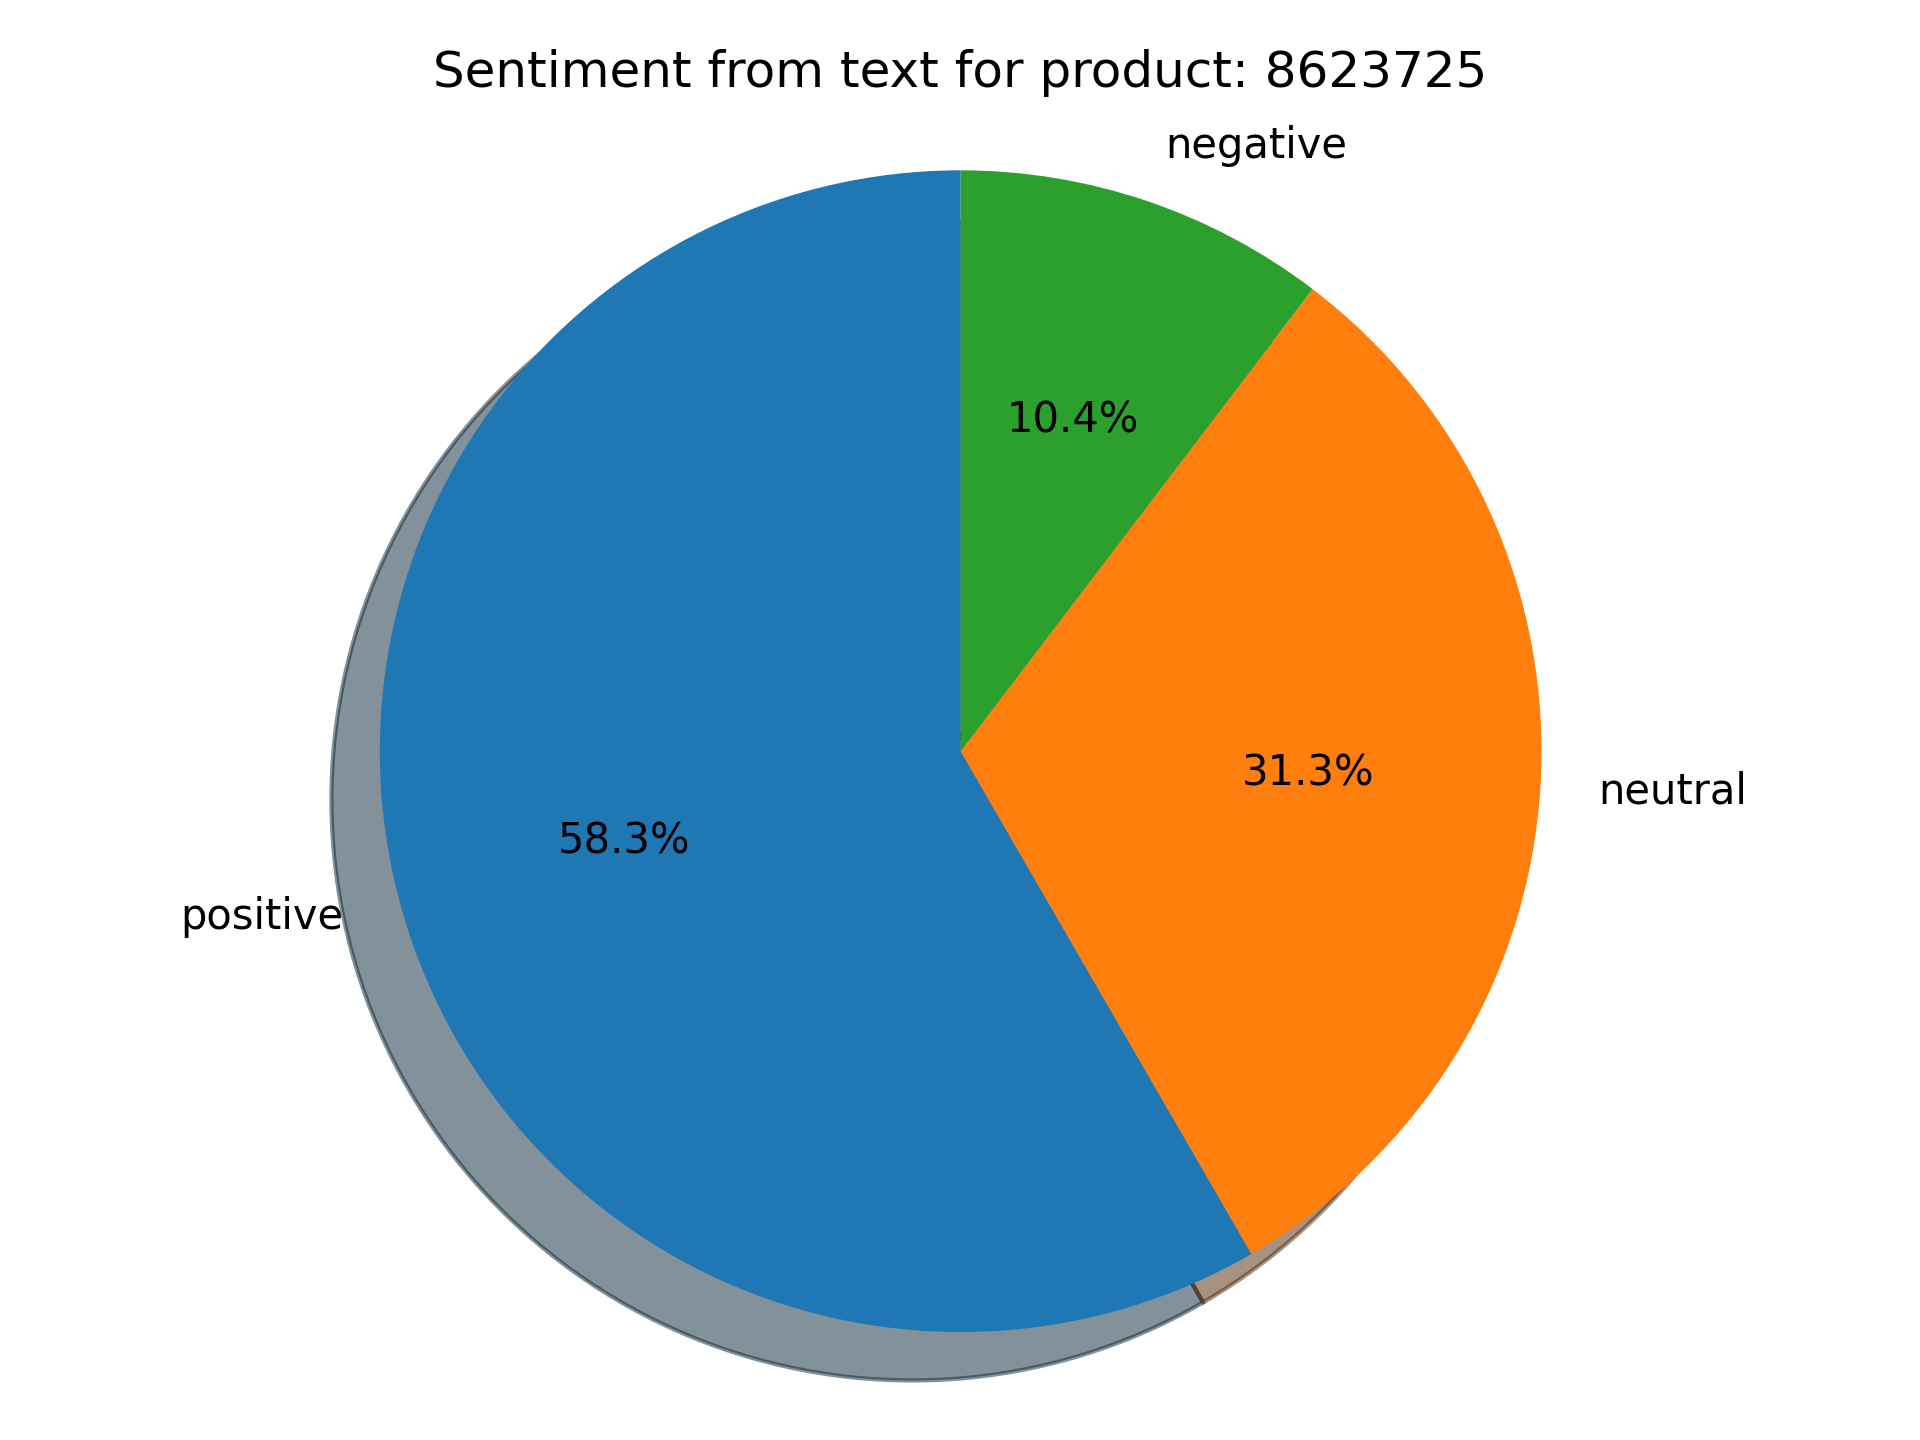 Sentiment from text for product: 8623725
negative
10.4%
31.3%
neutral
58.3%
positive